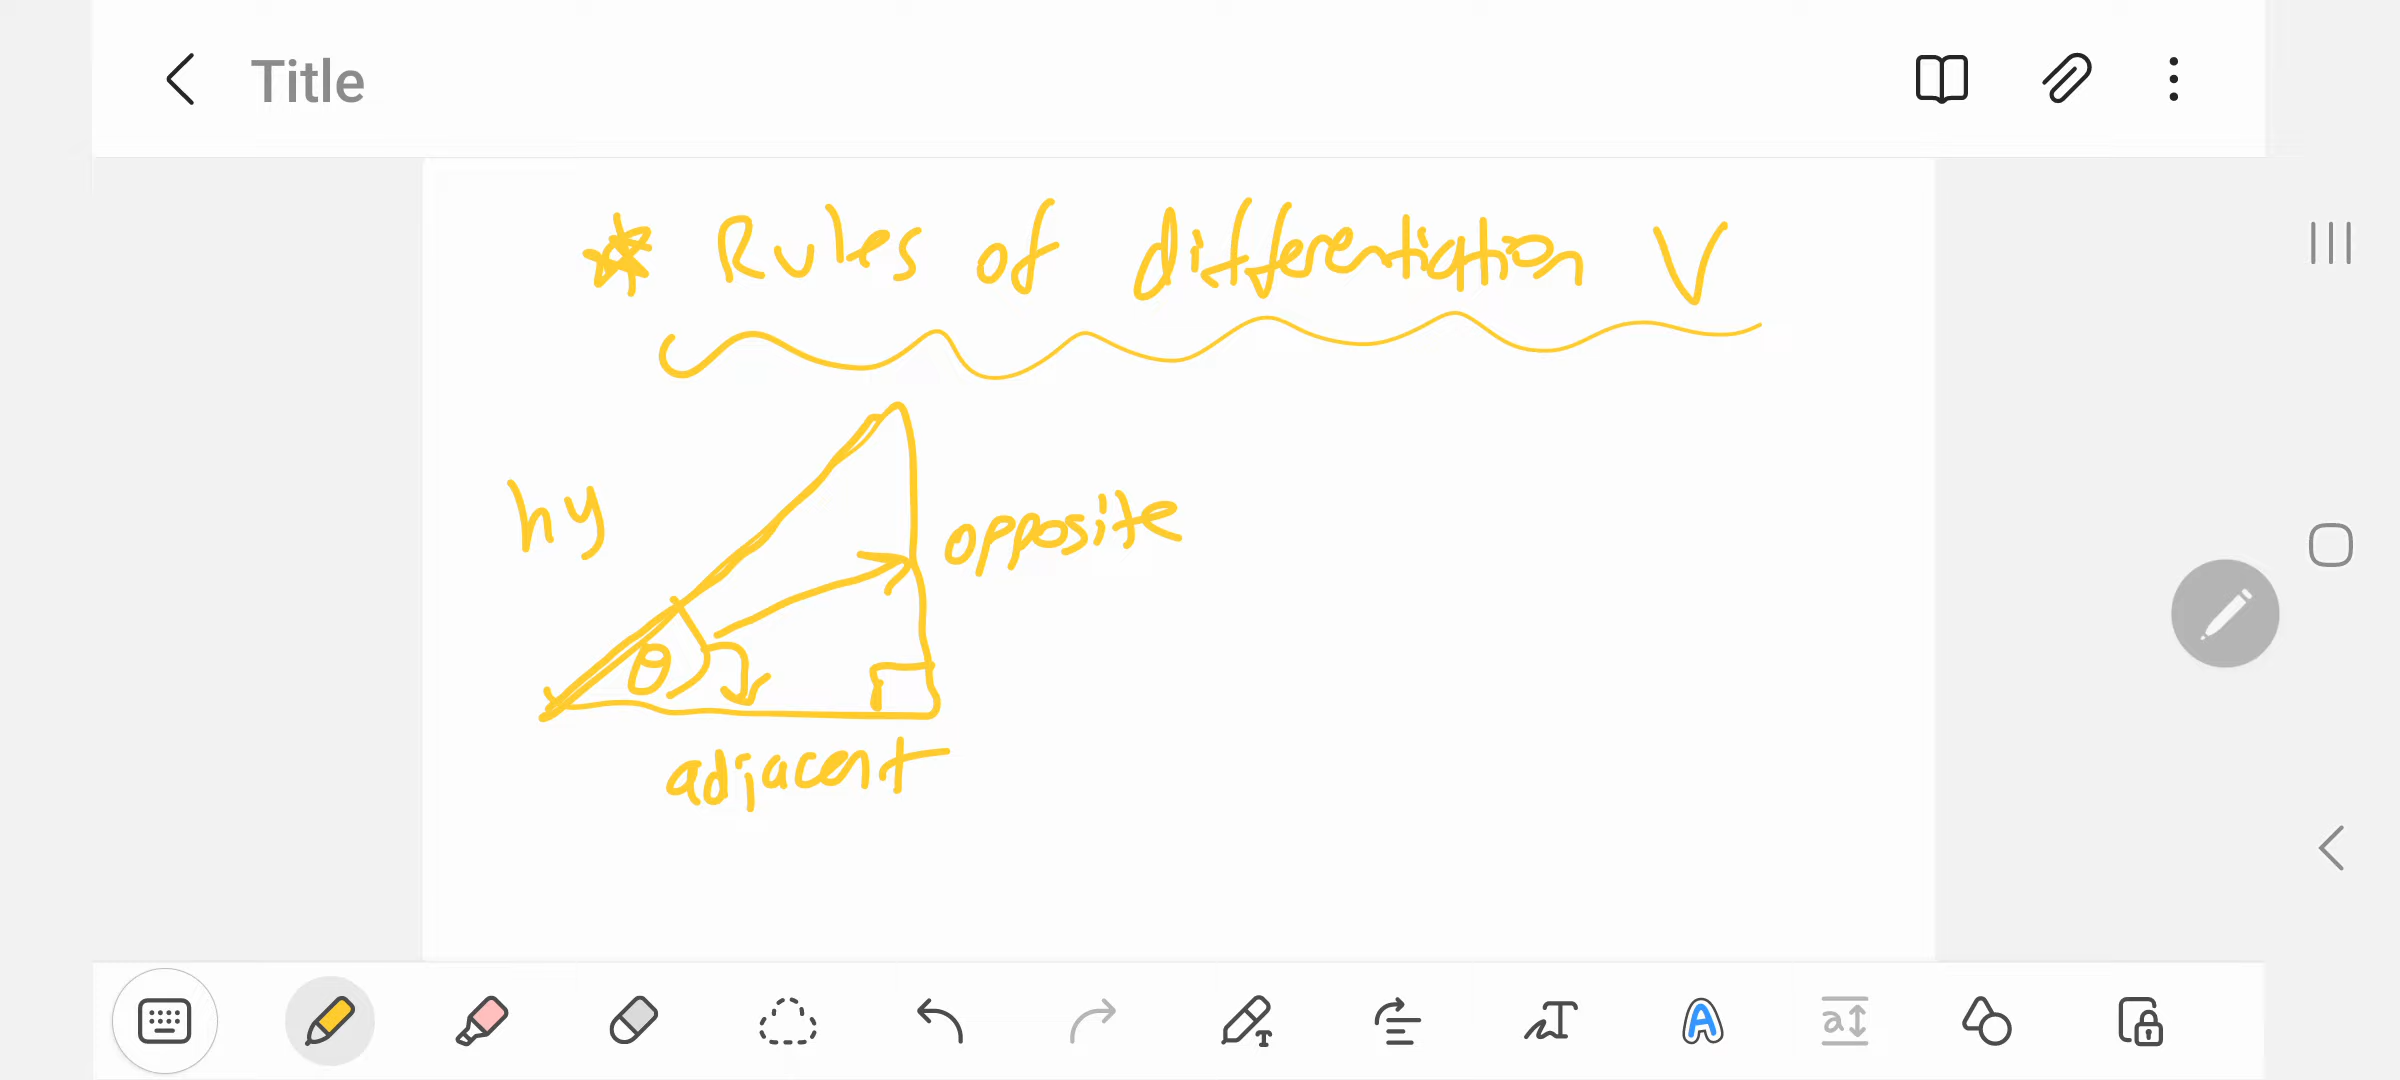 Title
* Rules of differentiation V
hy
opposite
θ
adjacent